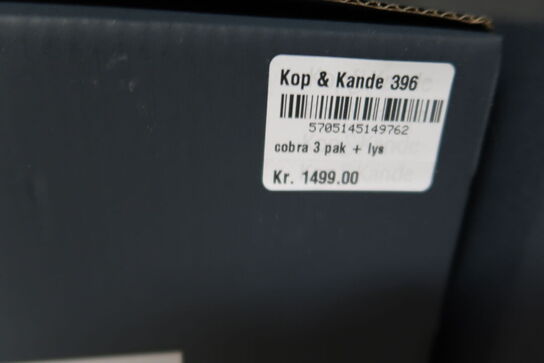 Kop & Kande 396
5705145149762
cobra 3 pak + lys
Kr. 1499.00